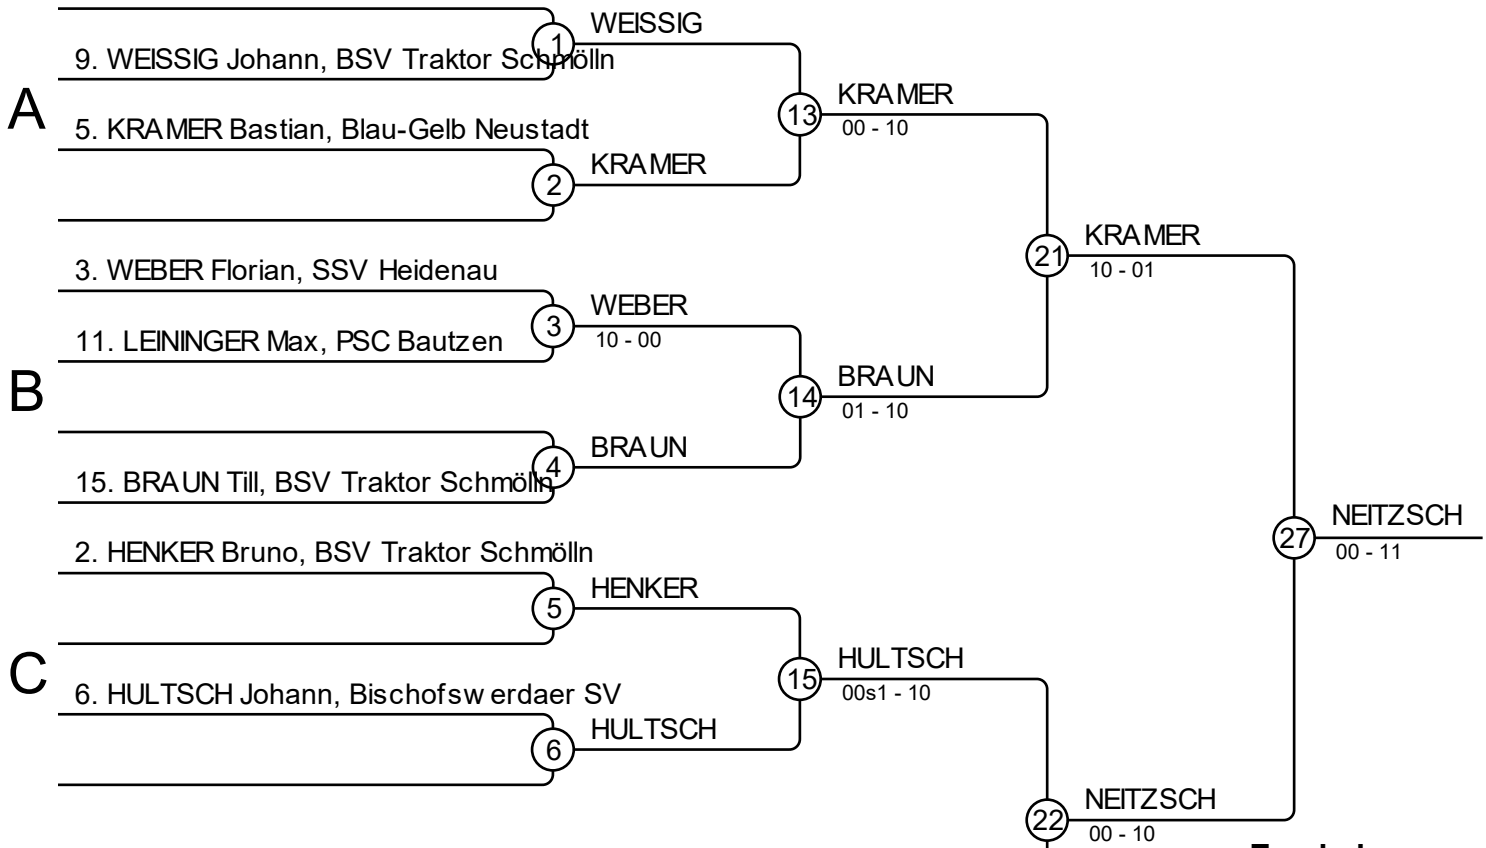 WEISSIG
1
9. WEISSIG Johann, BSV Traktor Schmölln
A
KRAMER
13
00 - 10
5. KRAMER Bastian, Blau-Gelb Neustadt
KRAMER
2
KRAMER
21
10 - 01
3. WEBER Florian, SSV Heidenau
WEBER
3
10 - 00
11. LEININGER Max, PSC Bautzen
B
BRAUN
14
01 - 10
BRAUN
4
15. BRAUN Till, BSV Traktor Schmölln
NEITZSCH
27
00 - 11
2. HENKER Bruno, BSV Traktor Schmölln
HENKER
5
C
HULTSCH
15
00s1 - 10
6. HULTSCH Johann, Bischofswerdaer SV
HULTSCH
6
NEITZSCH
22
00 - 10